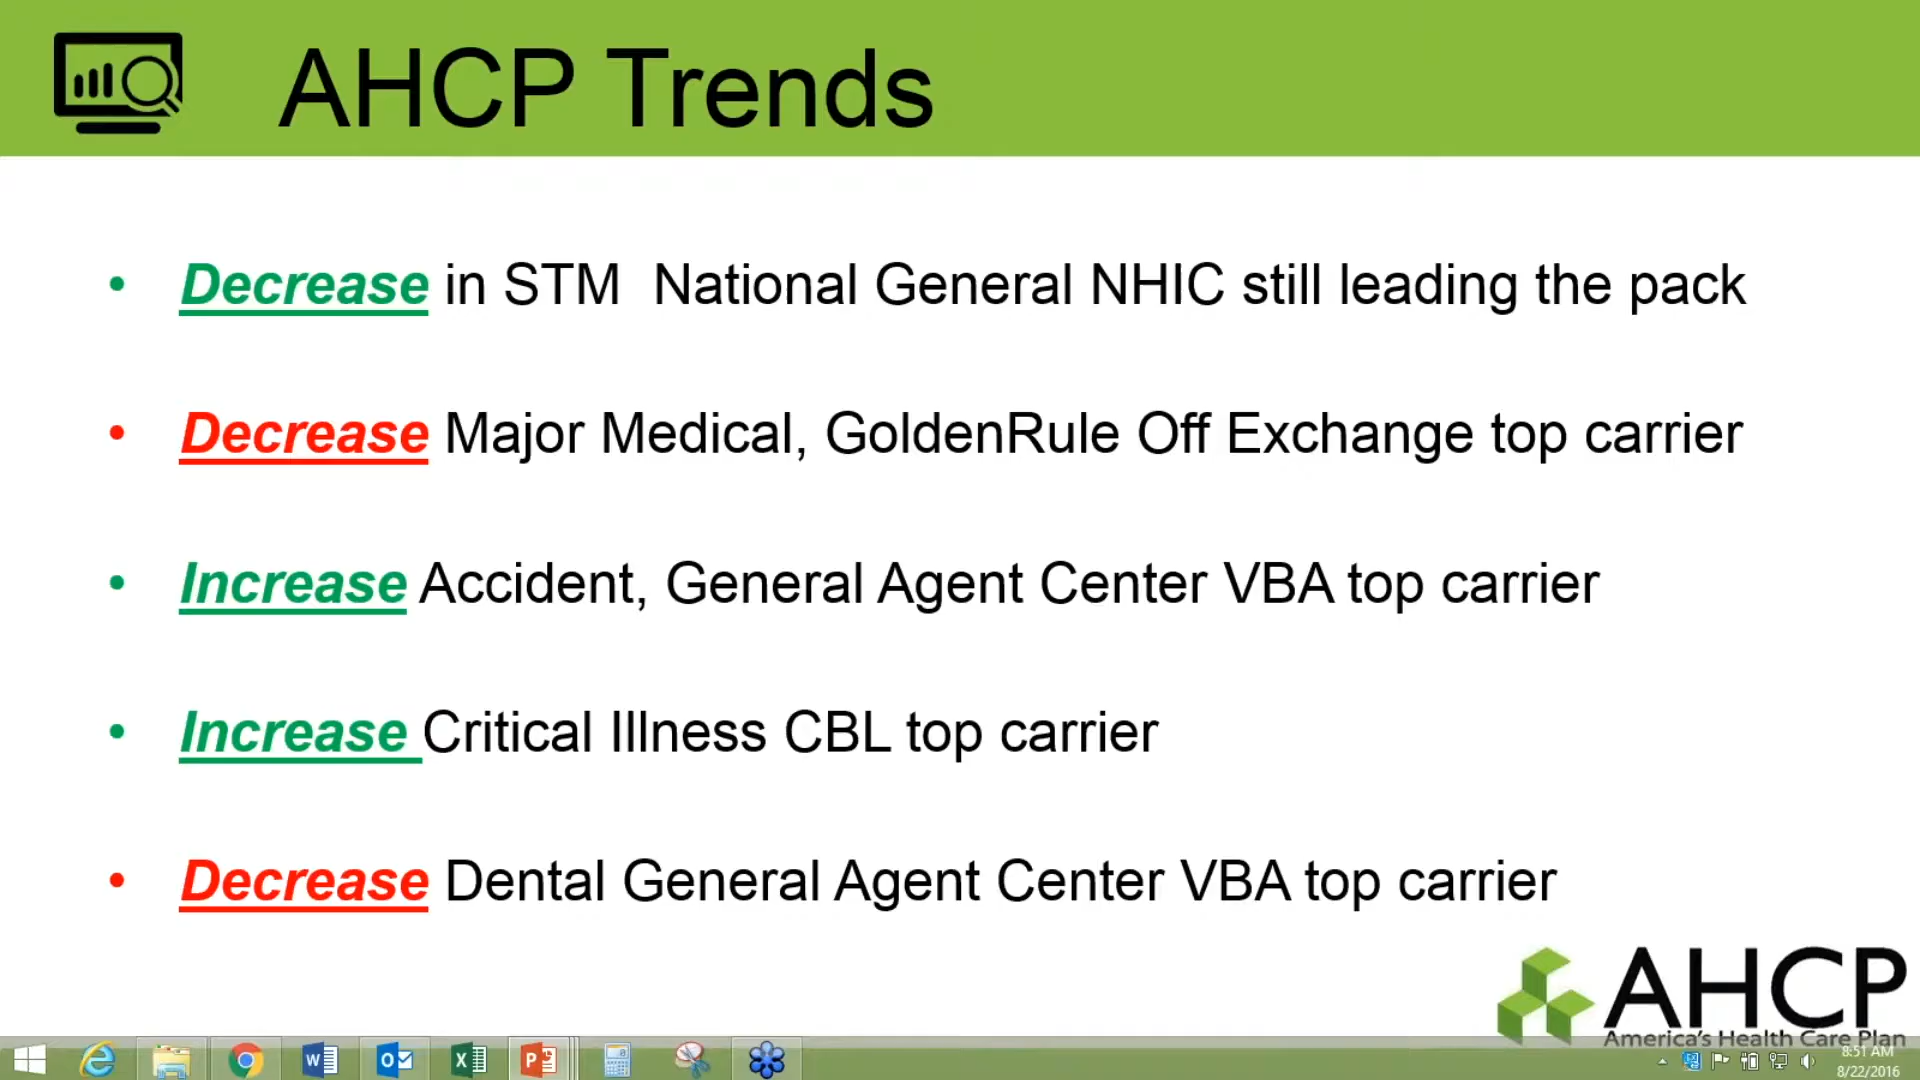 AHCP Trends
• Decrease in STM  National General NHIC still leading the pack
• Decrease Major Medical, GoldenRule Off Exchange top carrier
• Increase Accident, General Agent Center VBA top carrier
• Increase Critical Illness CBL top carrier
• Decrease Dental General Agent Center VBA top carrier
AHCP
America's Health Care Plan
8:51 AM
8/22/2016